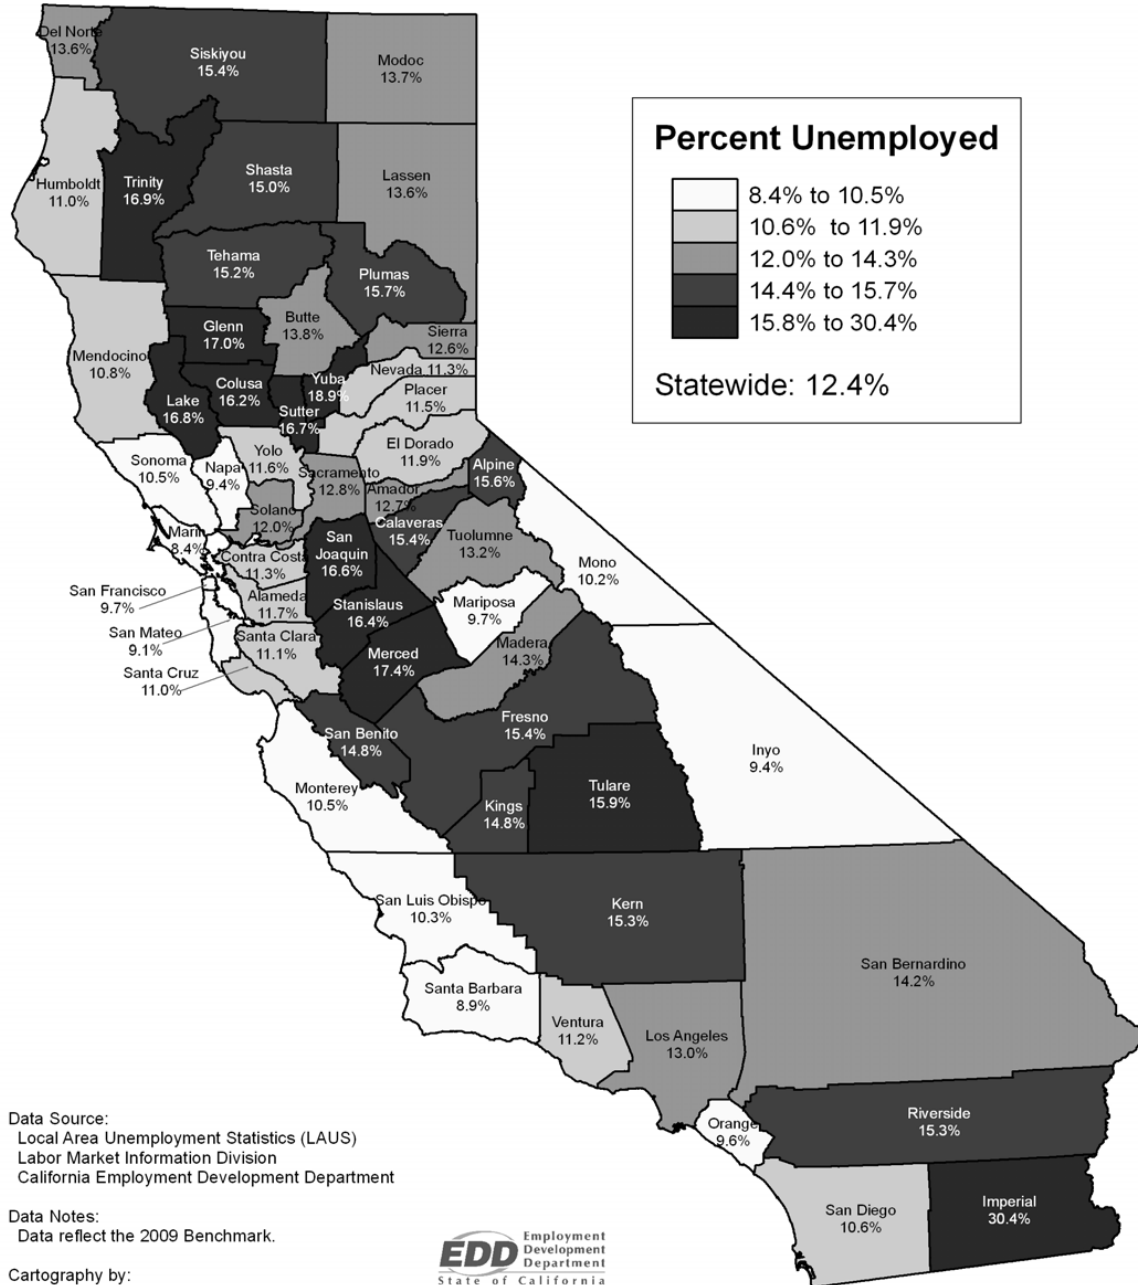 Del Norte
13.6%
Siskiyou
15.4%
Modoc
13.7%
Percent Unemployed
8.4% to 10.5%
10.6%  to 11.9%
12.0% to 14.3%
14.4% to 15.7%
15.8% to 30.4%
Statewide: 12.4%
Humboldt
11.0%
Trinity
16.9%
Shasta
15.0%
Lassen
13.6%
Tehama
15.2%
Plumas
15.7%
Glenn
17.0%
Butte
13.8%
Sierra
12.6%
Mendocino
10.8%
Nevada 11.3%
Placer
11.5%
Yuba
18.9%
Colusa
16.2%
Lake
16.8%
Sutter
16.7%
El Dorado
11.9%
Sonoma
10.5%
Napa
9.4%
Yolo
11.6%
Sacramento
12.8%
Alpine
15.6%
Amador
12.7%
Solano
12.0%
Calaveras
15.4%
Marin
8.4%
Tuolumne
13.2%
San
Joaquin
16.6%
Contra Costa
11.3%
Mono
10.2%
San Francisco
9.7%
Alameda
11.7%
Stanislaus
16.4%
Mariposa
9.7%
San Mateo
9.1%
Santa Clara
11.1%
Merced
17.4%
Madera
14.3%
Santa Cruz
11.0%
Fresno
15.4%
San Benito
14.8%
Inyo
9.4%
Monterey
10.5%
Kings
14.8%
Tulare
15.9%
San Luis Obispo
10.3%
Kern
15.3%
San Bernardino
14.2%
Santa Barbara
8.9%
Ventura
11.2%
Los Angeles
13.0%
Orange
9.6%
Riverside
15.3%
San Diego
10.6%
Imperial
30.4%
Data Source:
Local Area Unemployment Statistics (LAUS)
Labor Market Information Division
California Employment Development Department
Data Notes:
Data reflect the 2009 Benchmark.
Cartography by:
EDD
Employment
Development
Department
State of California